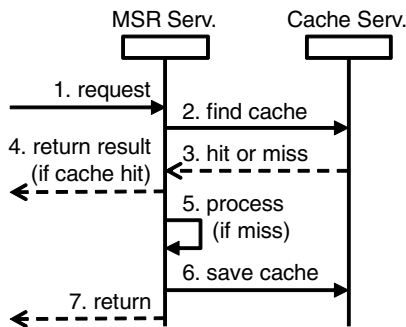 MSR Serv.
Cache Serv.
1. request
2. find cache
3. hit or miss
4. return result
(if cache hit)
5. process
(if miss)
6. save cache
7. return